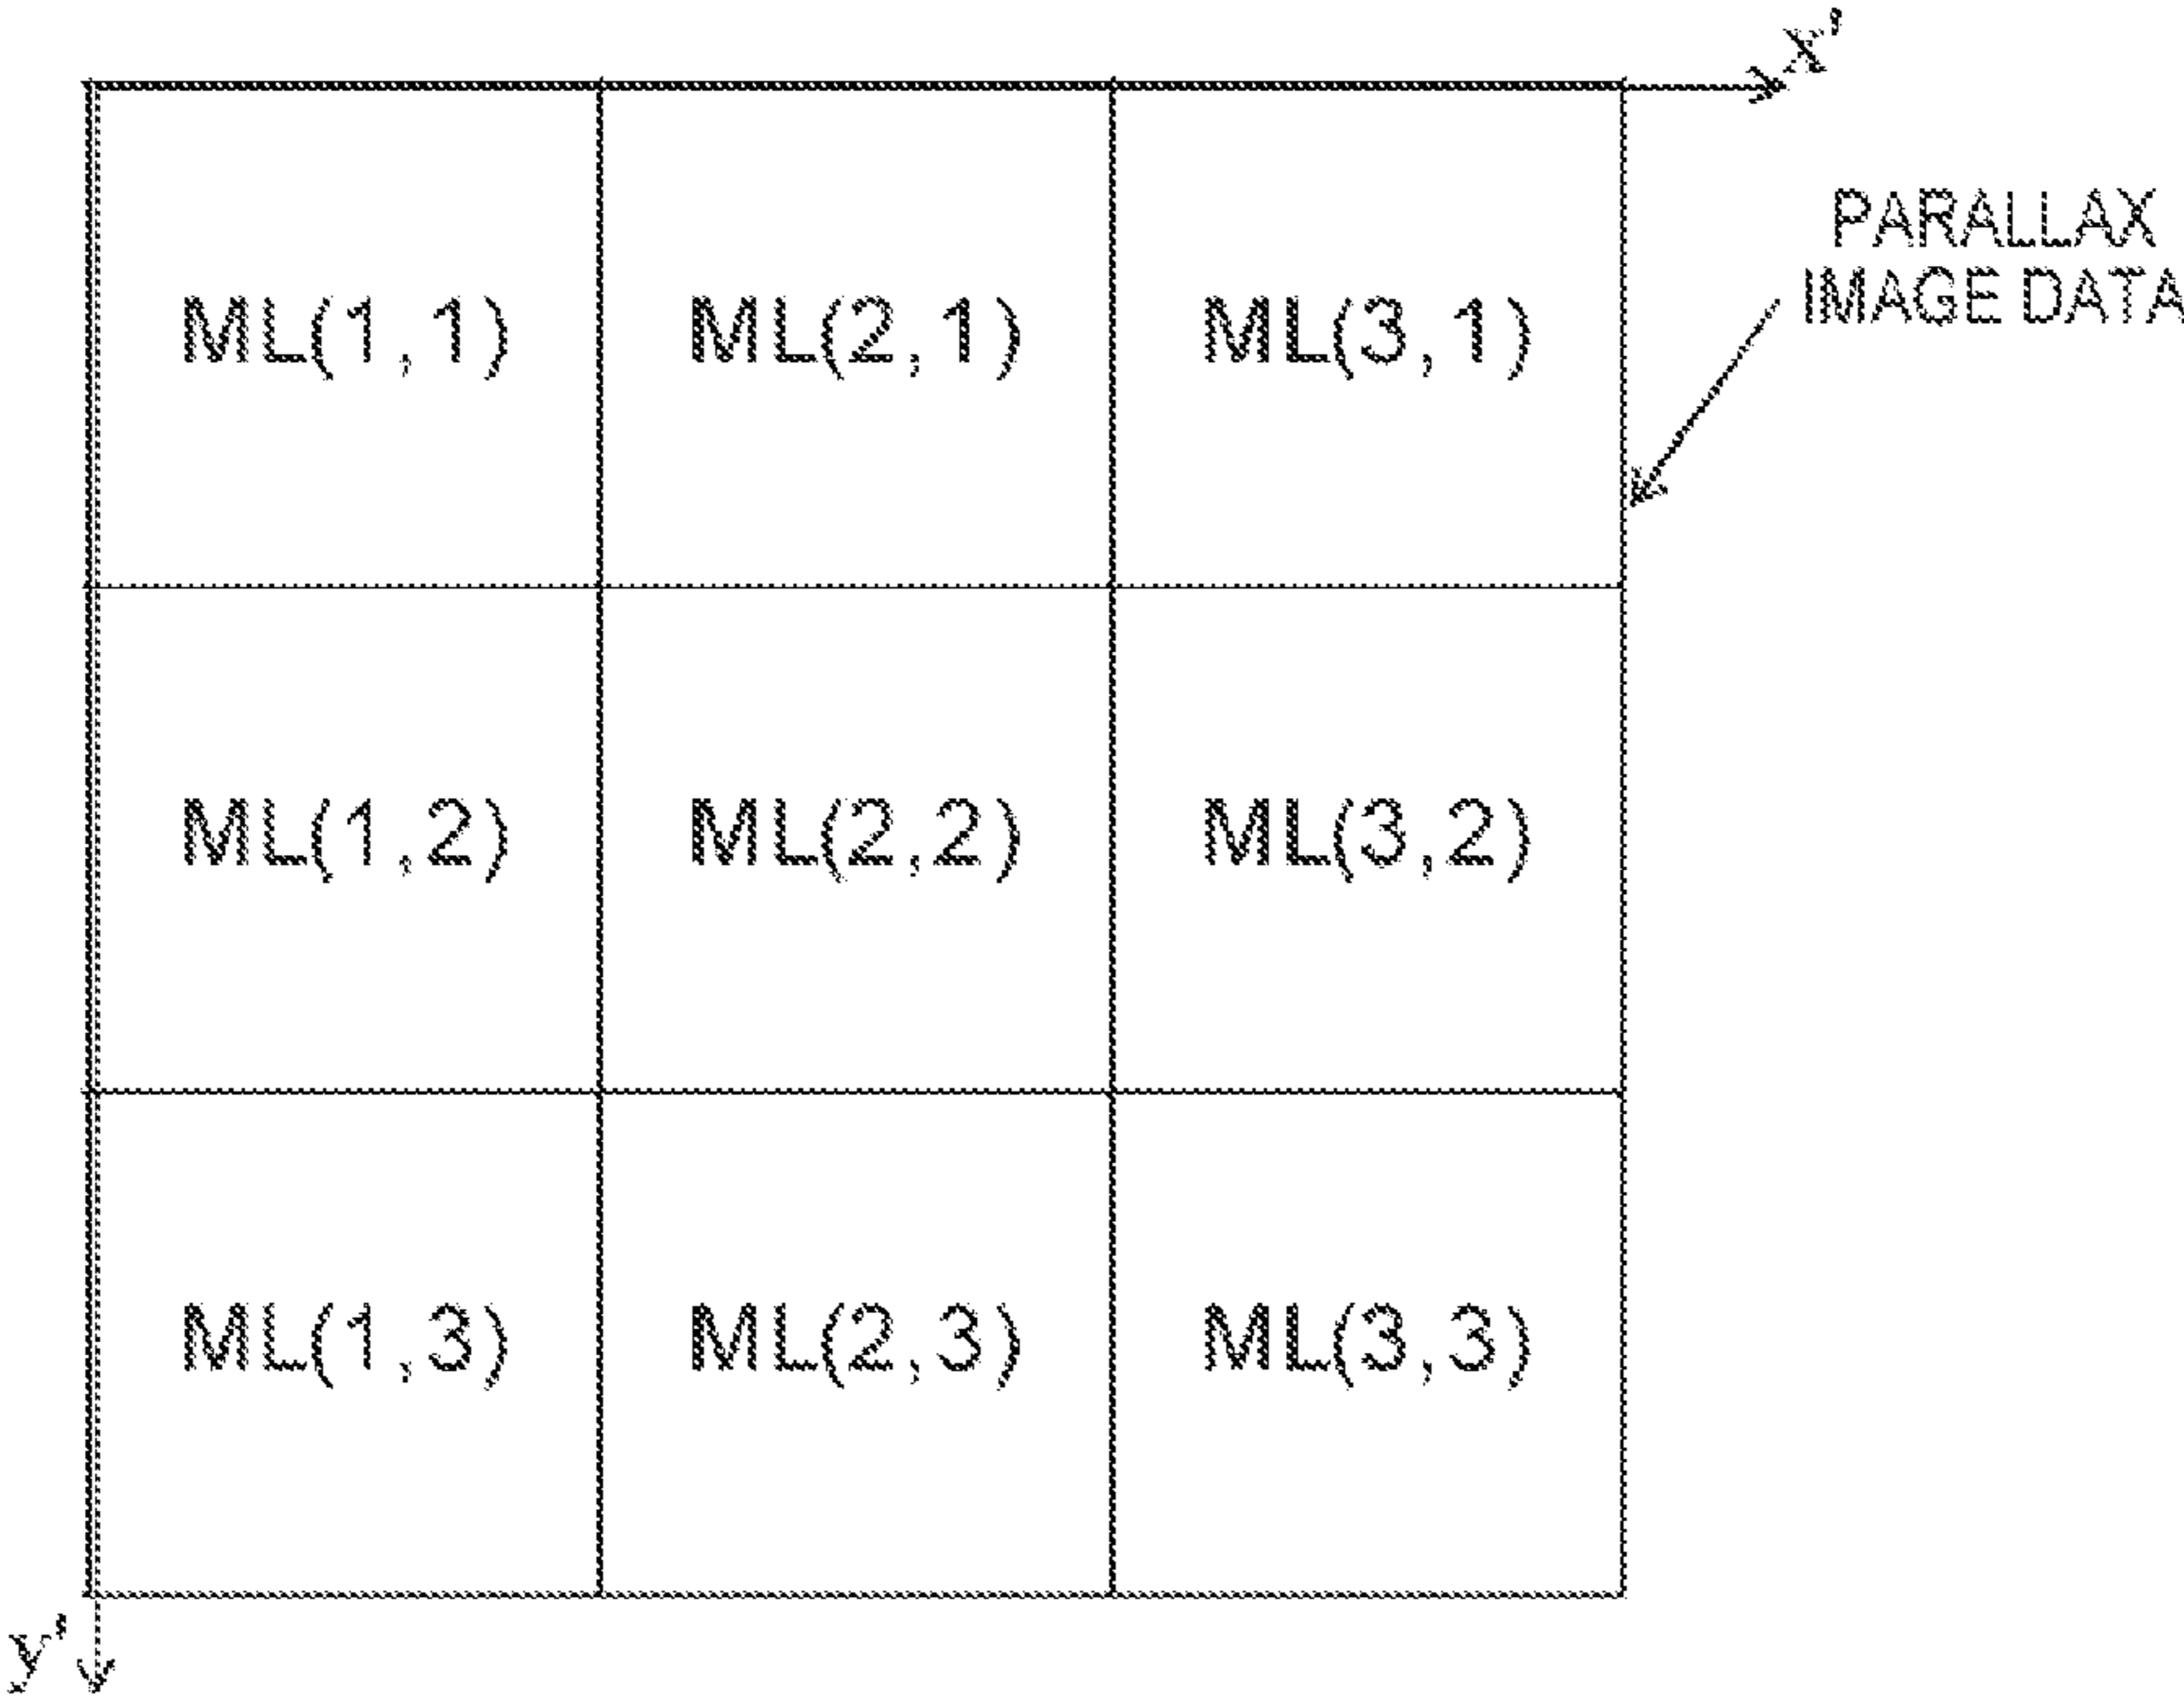 x'
PARALLAX
IMAGE DATA
ML(1,1) ML(2,1) ML(3,1)
ML(1,2) ML(2,2) ML(3,2)
ML(1,3) ML(2,3) ML(3,3)
y'